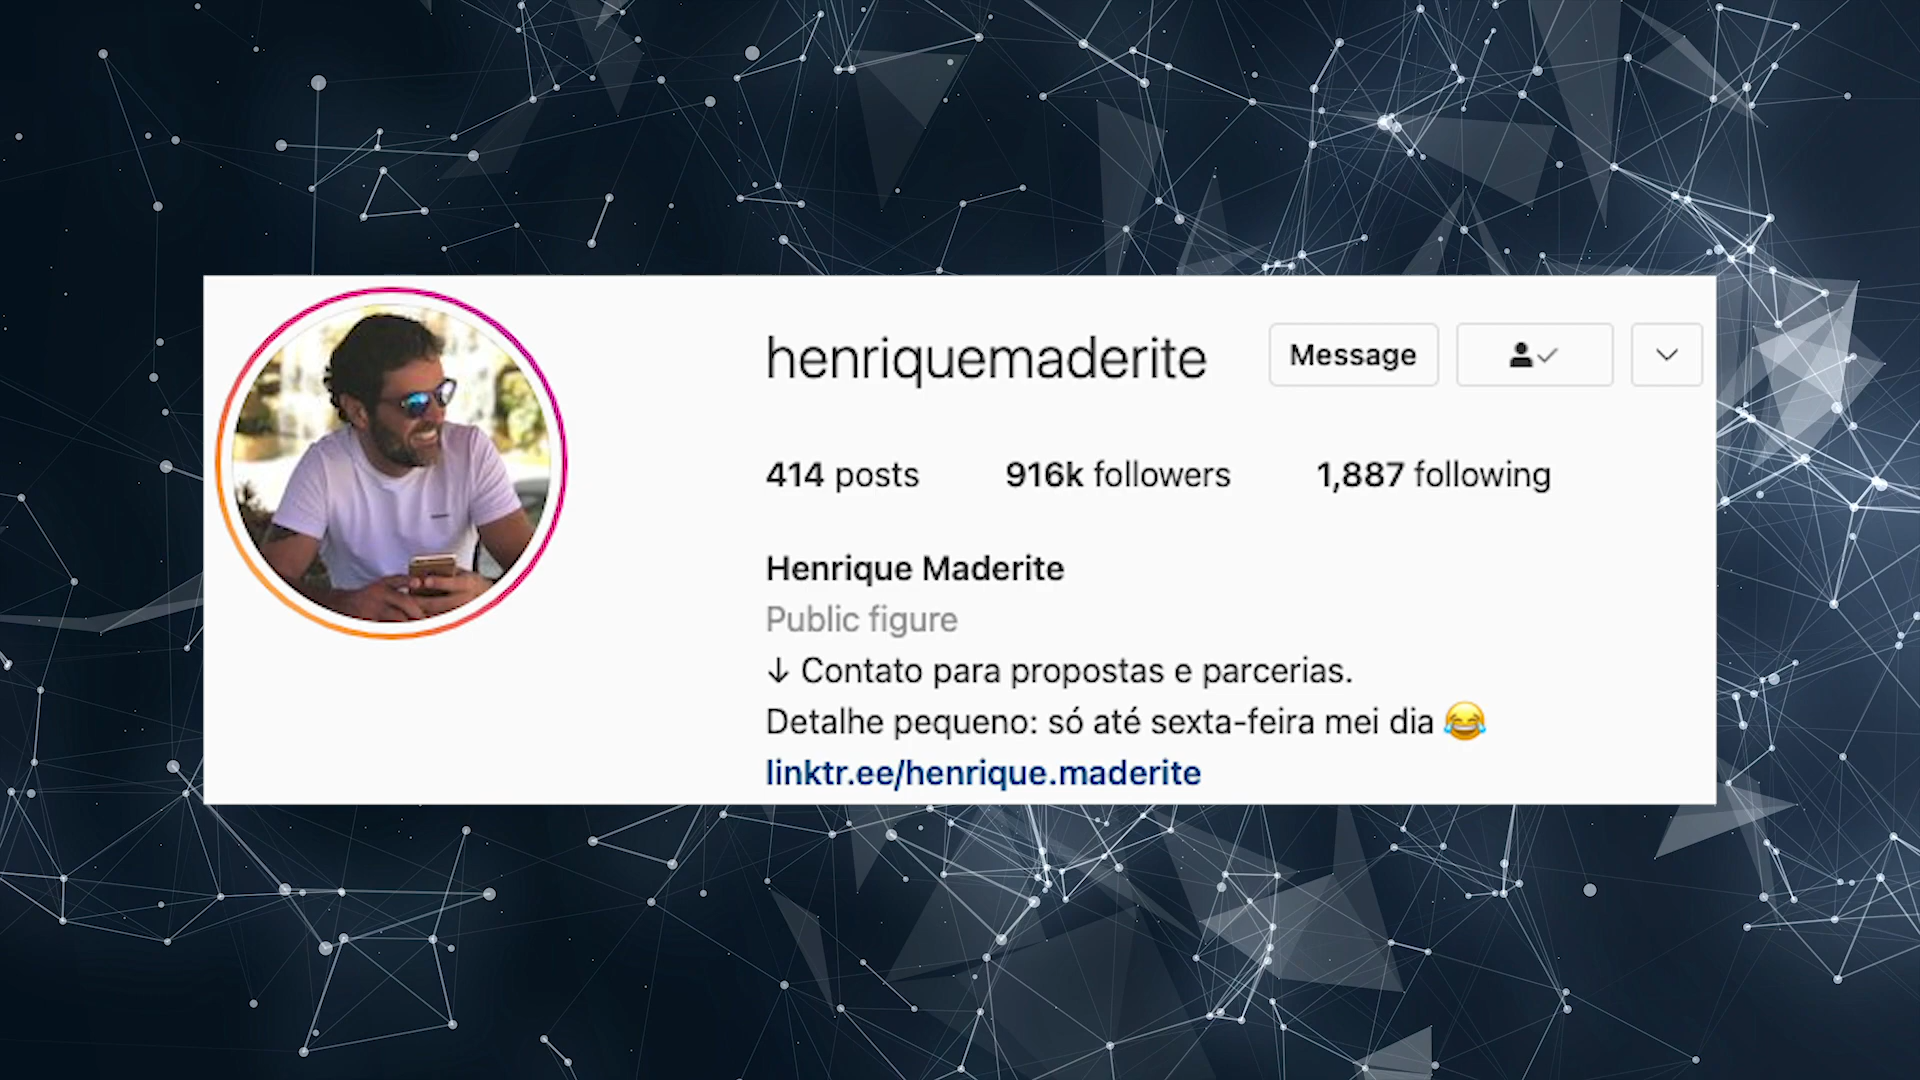 henriquemaderite Message
414 posts 916k followers 1,887 following
Henrique Maderite
Public figure
↓ Contato para propostas e parcerias.
Detalhe pequeno: só até sexta-feira mei dia 😂
linktr.ee/henrique.maderite